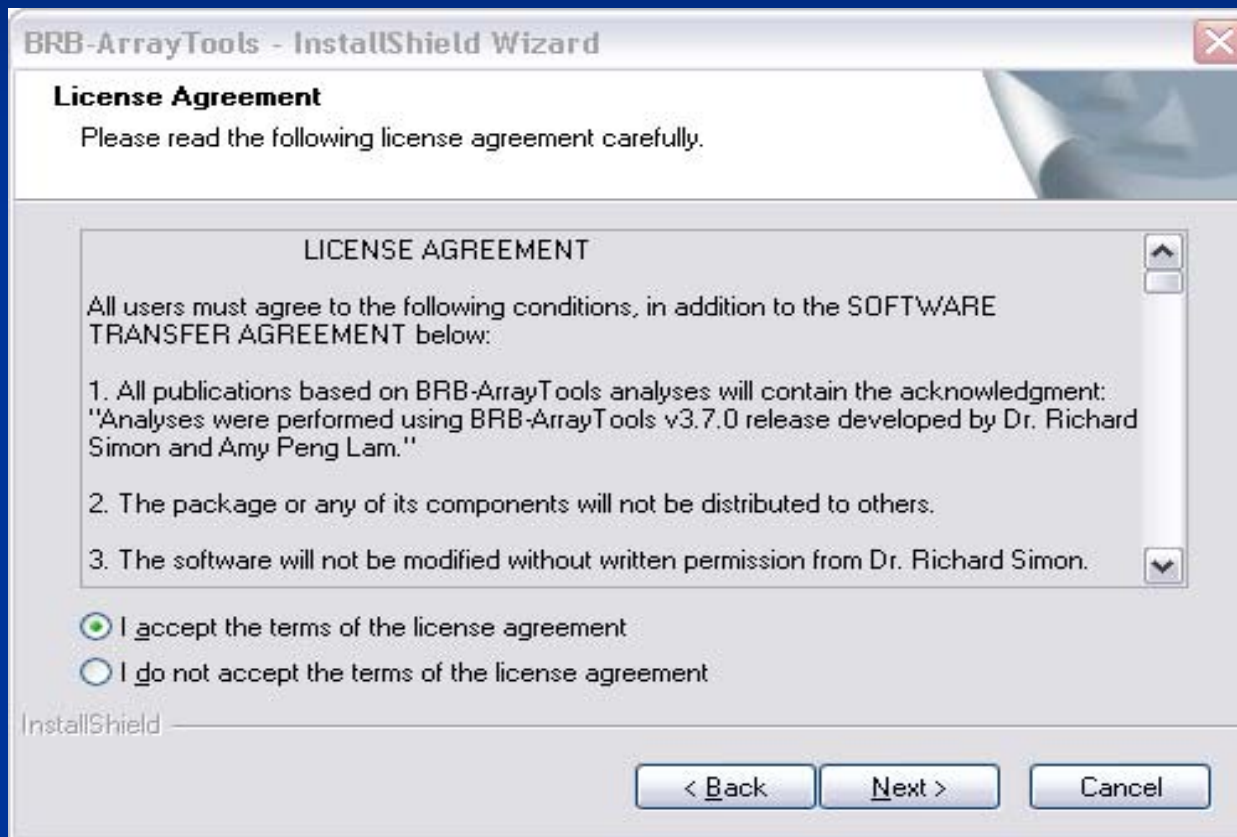 BRB-ArrayTools - InstallShield Wizard
License Agreement
Please read the following license agreement carefully.
LICENSE AGREEMENT
All users must agree to the following conditions, in addition to the SOFTWARE
TRANSFER AGREEMENT below:
1. All publications based on BRB-ArrayTools analyses will contain the acknowledgment:
"Analyses were performed using BRB-ArrayTools v3.7.0 release developed by Dr. Richard
Simon and Amy Peng Lam."
2. The package or any of its components will not be distributed to others.
3. The software will not be modified without written permission from Dr. Richard Simon.
I accept the terms of the license agreement
I do not accept the terms of the license agreement
InstallShield
< Back Next > Cancel